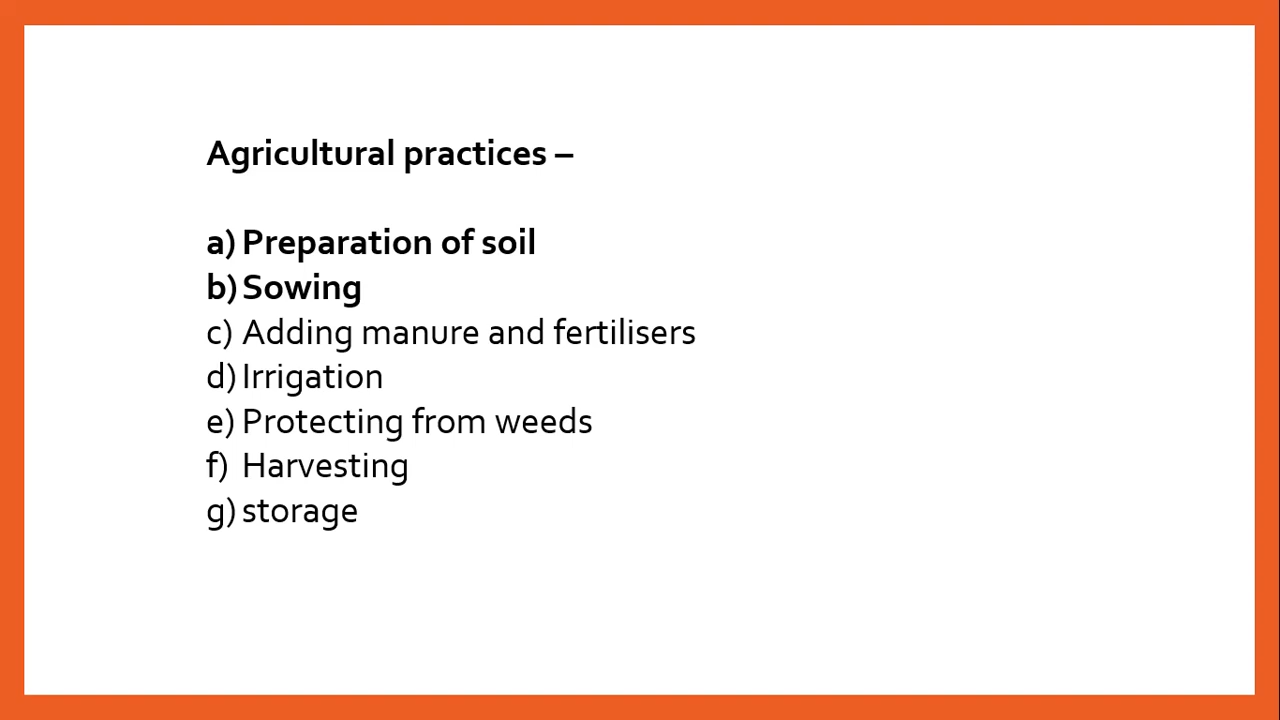 Agricultural practices –
a) Preparation of soil
b) Sowing
c) Adding manure and fertilisers
d) Irrigation
e) Protecting from weeds
f) Harvesting
g) storage